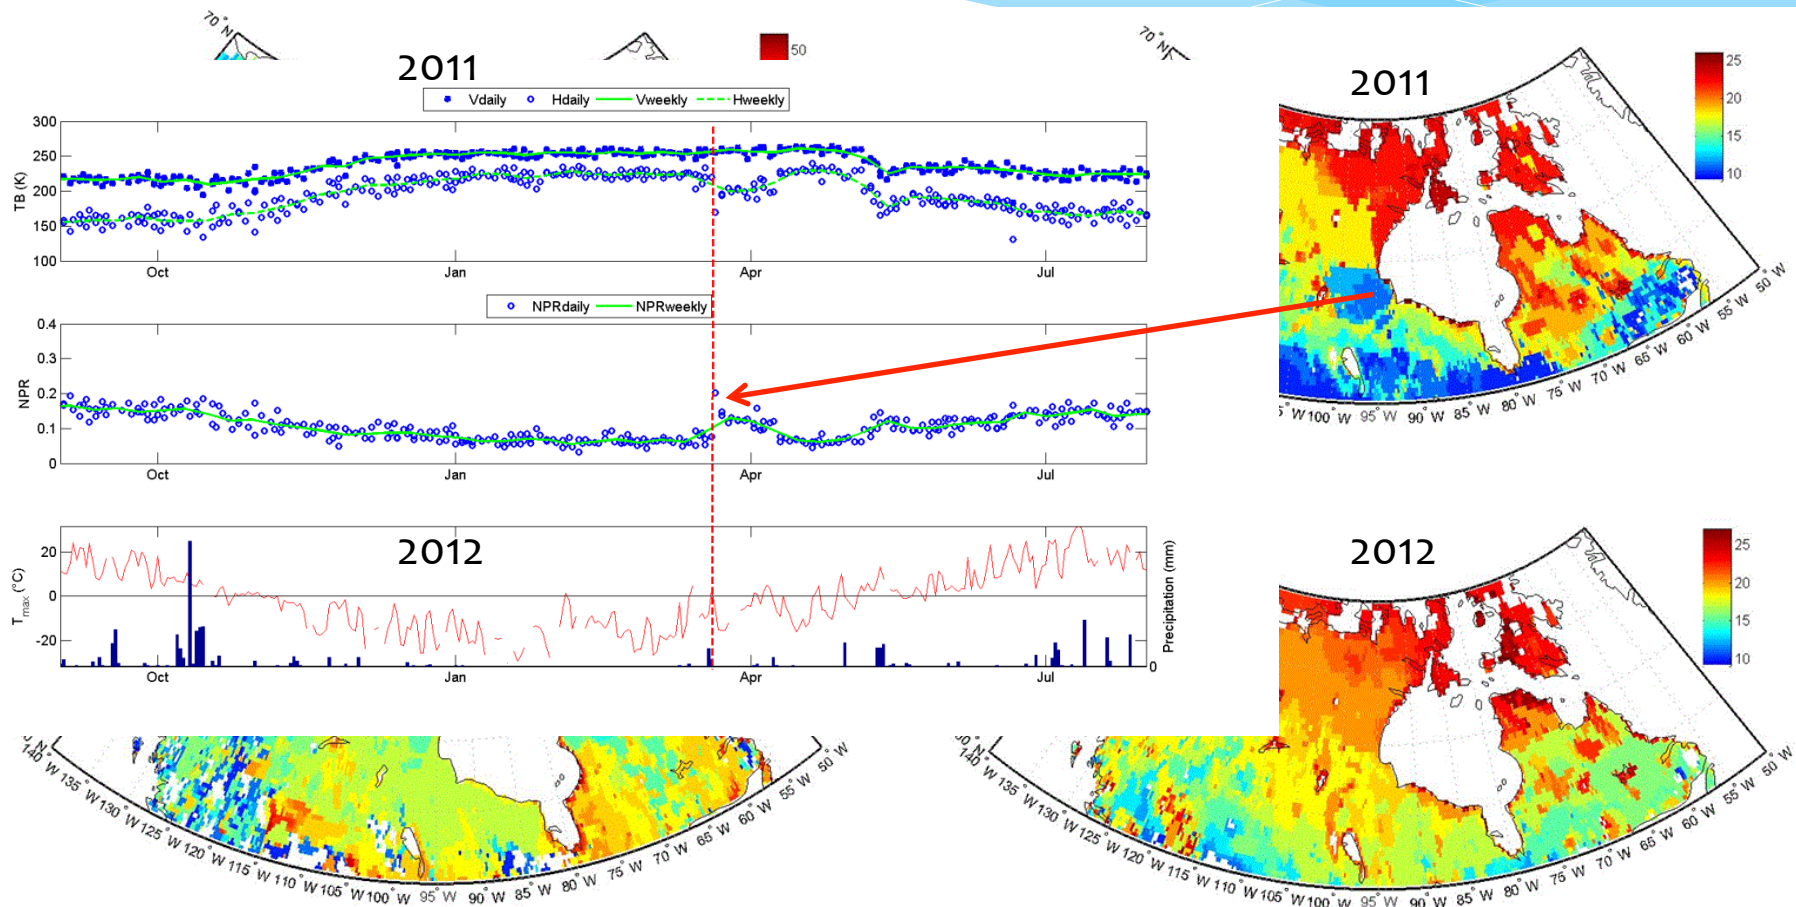 70°N
50
70°N
2011
2011
Vdaily Hdaily Vweekly Hweekly
300
250
200
150
100
TB (K)
Oct Jan Apr Jul
25
20
15
10
50°W
55°W
60°W
65°W
70°W
75°W
80°W
85°W
90°W
95°W
100°W
NPRdaily NPRweekly
0.4
0.3
0.2
0.1
0
NPR
Oct Jan Apr Jul
2012
2012
20
0
-20
Tmax (°C)
Precipitation (mm)
0
Oct Jan Apr Jul
25
20
15
10
140°W 135°W 130°W 125°W 120°W 115°W 110°W 105°W 100°W 95°W 90°W 85°W 80°W 75°W 70°W 65°W 60°W 55°W 50°W
140°W 135°W 130°W 125°W 120°W 115°W 110°W 105°W 100°W 95°W 90°W 85°W 80°W 75°W 70°W 65°W 60°W 55°W 50°W